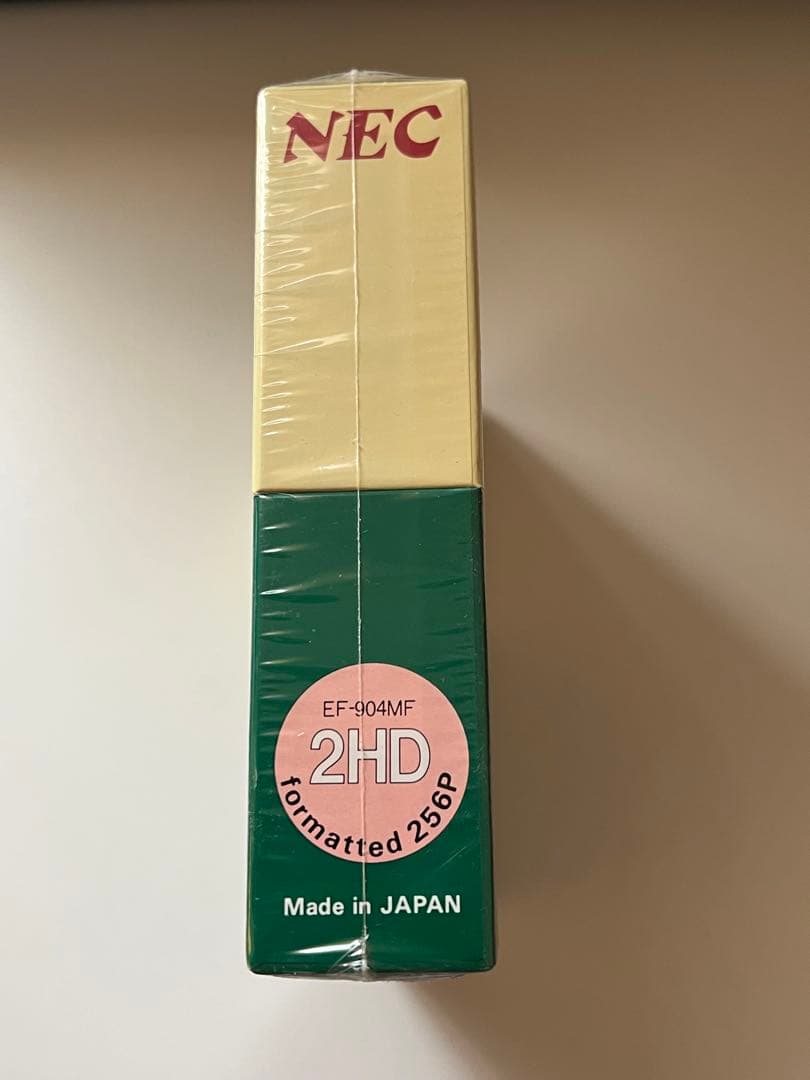 NEC
EF-904MF
2HD
formatted 256P
Made in JAPAN